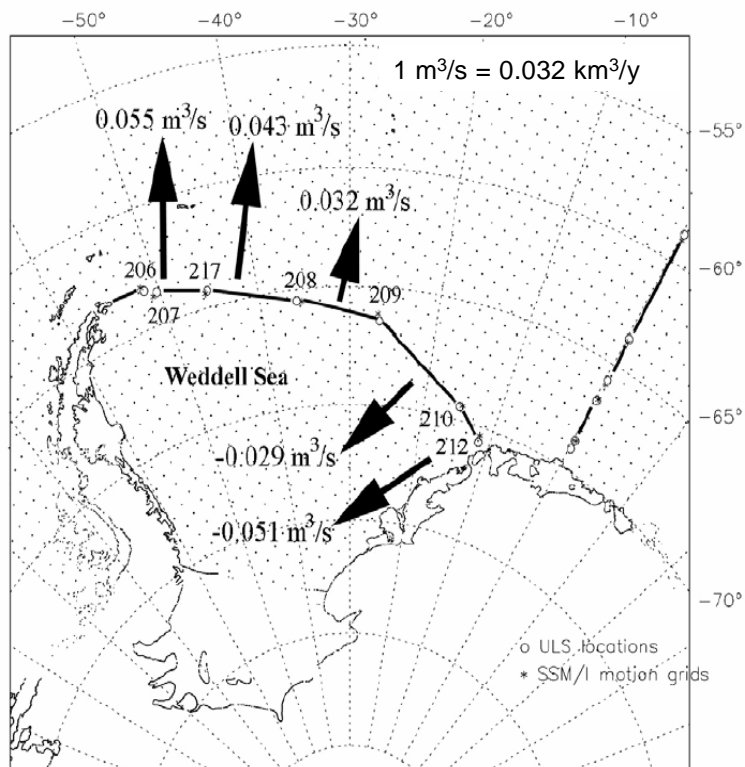 -50° -40° -30° -20° -10°
1 m³/s = 0.032 km³/y
0.055 m³/s 0.043 m³/s
-55°
0.032 m³/s
-60°
206 217 208 209
207
Weddell Sea
210
-65°
-0.029 m³/s 212
-0.051 m³/s
-70°
o ULS locations
* SSM/I motion grids